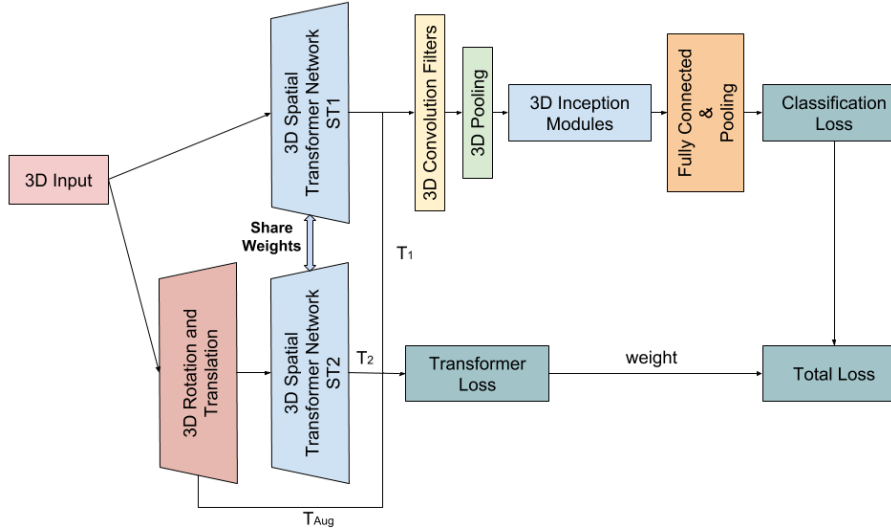 3D Input
3D Spatial
Transformer Network
ST1
3D Convolution Filters
3D Pooling
3D Inception
Modules
Fully Connected
&
Pooling
Classification
Loss
Share
Weights
T1
3D Rotation and
Translation
3D Spatial
Transformer Network
ST2
T2
Transformer
Loss
weight
Total Loss
TAug